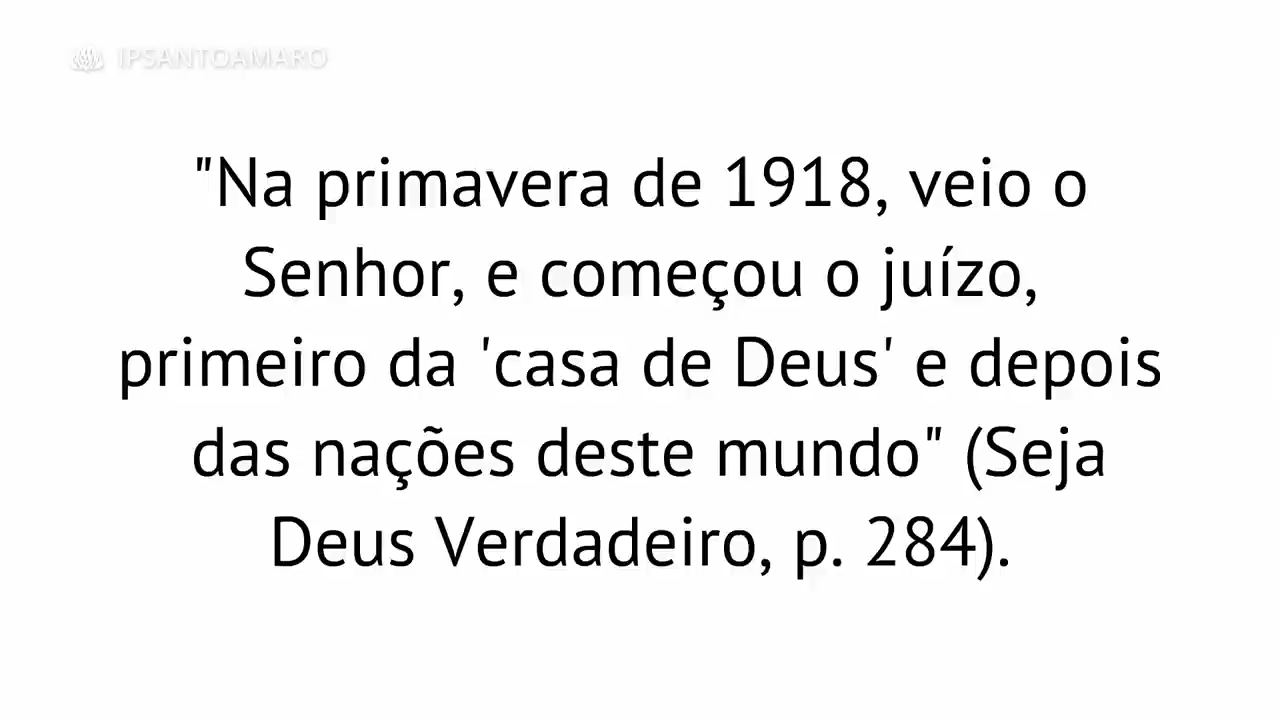 IPSANTOAMARO
"Na primavera de 1918, veio o
Senhor, e começou o juízo,
primeiro da 'casa de Deus' e depois
das nações deste mundo" (Seja
Deus Verdadeiro, p. 284).